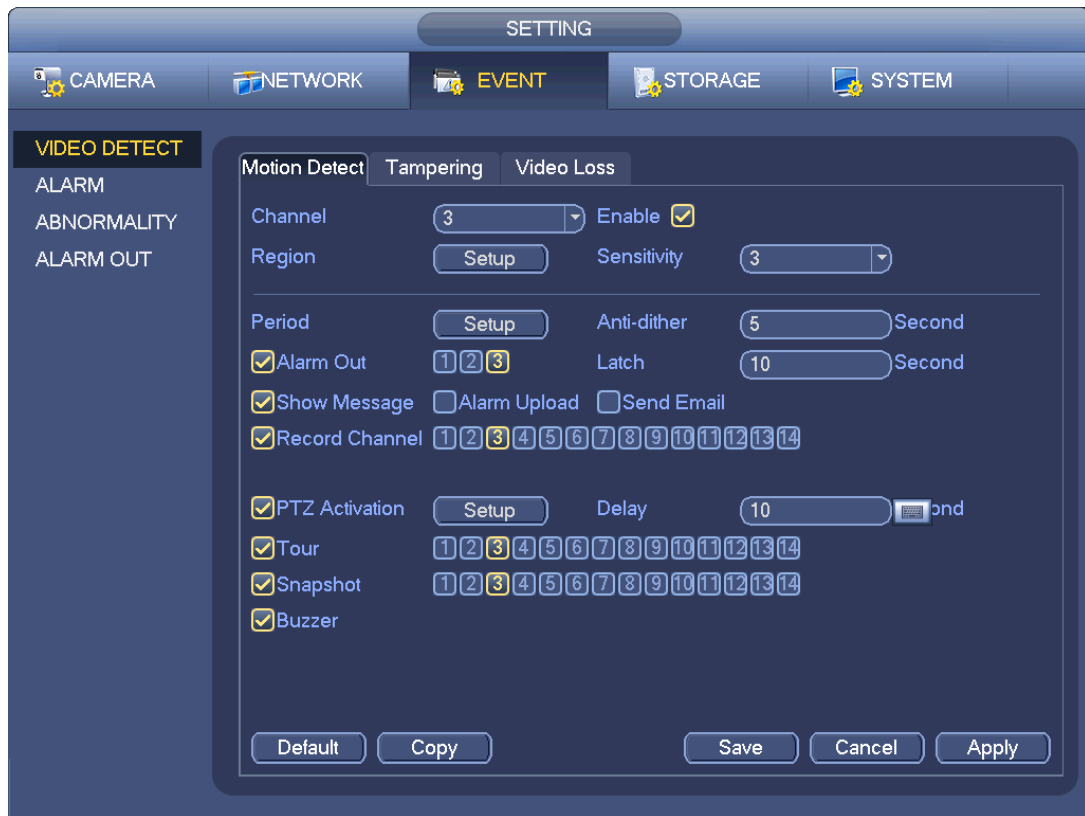 SETTING
CAMERA NETWORK EVENT STORAGE SYSTEM
VIDEO DETECT
ALARM
ABNORMALITY
ALARM OUT
Motion Detect Tampering Video Loss
Channel 3 Enable
Region Setup Sensitivity 3
Period Setup Anti-dither 5 Second
Alarm Out 1 2 3 Latch 10 Second
Show Message Alarm Upload Send Email
Record Channel 1 2 3 4 5 6 7 8 9 10 11 12 13 14
PTZ Activation Setup Delay 10 ond
Tour 1 2 3 4 5 6 7 8 9 10 11 12 13 14
Snapshot 1 2 3 4 5 6 7 8 9 10 11 12 13 14
Buzzer
Default Copy Save Cancel Apply